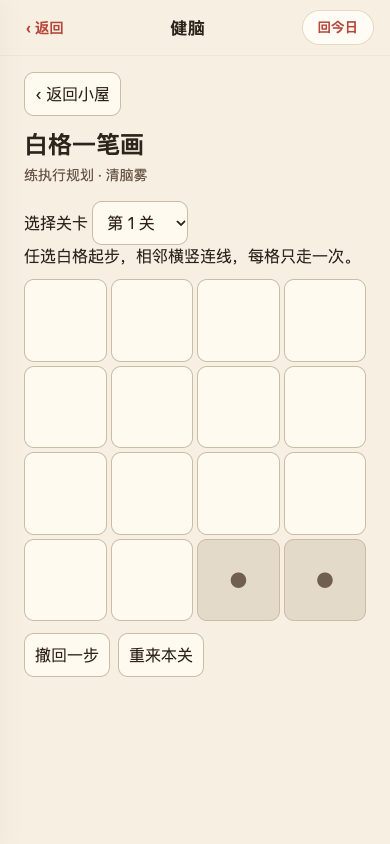 ‹ 返回
健脑
回今日
‹ 返回小屋
白格一笔画
练执行规划 · 清脑雾
选择关卡 第 1 关
任选白格起步，相邻横竖连线，每格只走一次。
撤回一步 重来本关